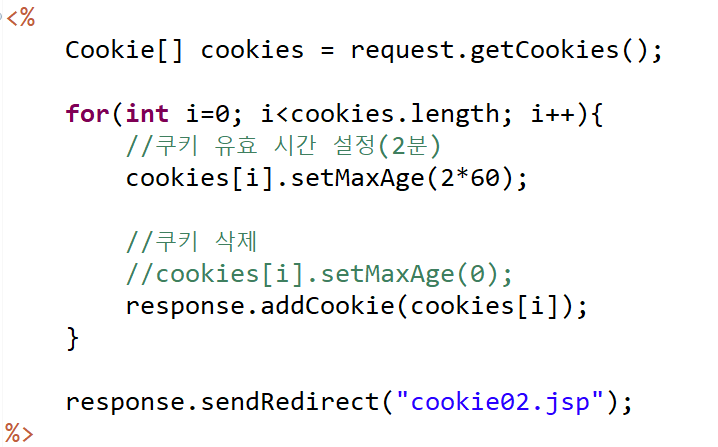 <%
Cookie[] cookies = request.getCookies();
for(int i=0; i<cookies.length; i++){
//쿠키 유효 시간 설정(2분)
cookies[i].setMaxAge(2*60);
//쿠키 삭제
//cookies[i].setMaxAge(0);
response.addCookie(cookies[i]);
}
response.sendRedirect("cookie02.jsp");
%>